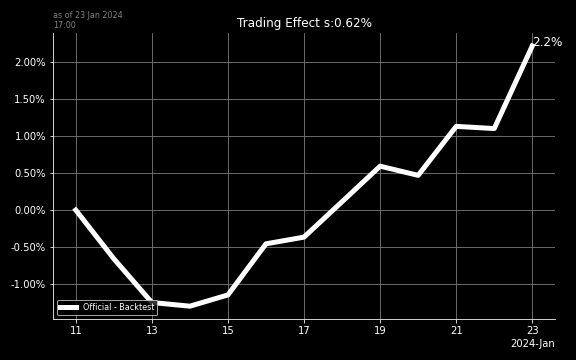 as of 23 Jan 2024
17:00
Trading Effect s:0.62%
2.2%
2.00%
1.50%
1.00%
0.50%
0.00%
-0.50%
-1.00%
Official - Backtest
11 13 15 17 19 21 23
2024-Jan